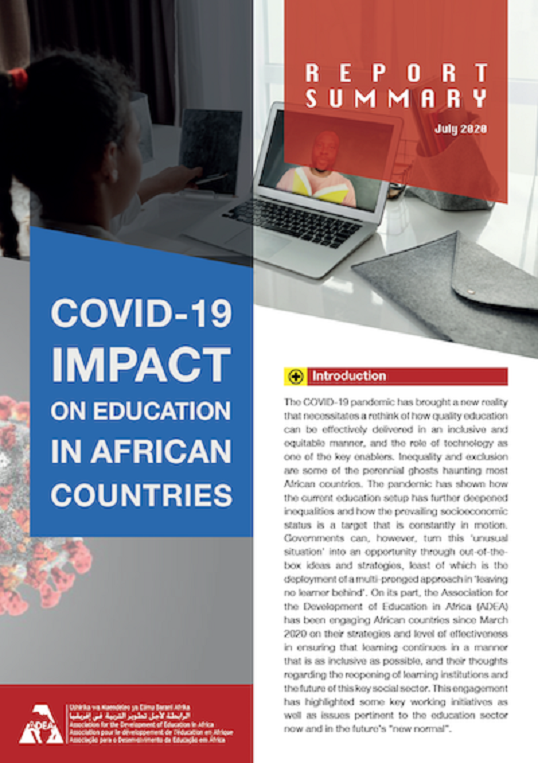 REPORT
SUMMARY
July 2020
COVID-19
IMPACT
ON EDUCATION
IN AFRICAN
COUNTRIES
Introduction
The COVID-19 pandemic has brought a new reality
that necessitates a rethink of how quality education
can be effectively delivered in an inclusive and
equitable manner, and the role of technology as
one of the key enablers. Inequality and exclusion
are some of the perennial ghosts haunting most
African countries. The pandemic has shown how
the current education setup has further deepened
inequalities and how the prevailing socioeconomic
status is a target that is constantly in motion.
Governments can, however, turn this 'unusual
situation' into an opportunity through out-of-the-
box ideas and strategies, least of which is the
deployment of a multi-pronged approach in 'leaving
no learner behind'. On its part, the Association for
the Development of Education in Africa (ADEA)
has been engaging African countries since March
2020 on their strategies and level of effectiveness
in ensuring that learning continues in a manner
that is as inclusive as possible, and their thoughts
regarding the reopening of learning institutions and
the future of this key social sector. This engagement
has highlighted some key working initiatives as
well as issues pertinent to the education sector
now and in the future's "new normal".
ADEA
Ushirika wa Maendeleo ya Elimu Barani Afrika
الرابطة لأجل تطوير التربية في إفريقيا
Association for the Development of Education in Africa
Association pour le développement de l'éducation en Afrique
Associação para o Desenvolvimento da Educação em África